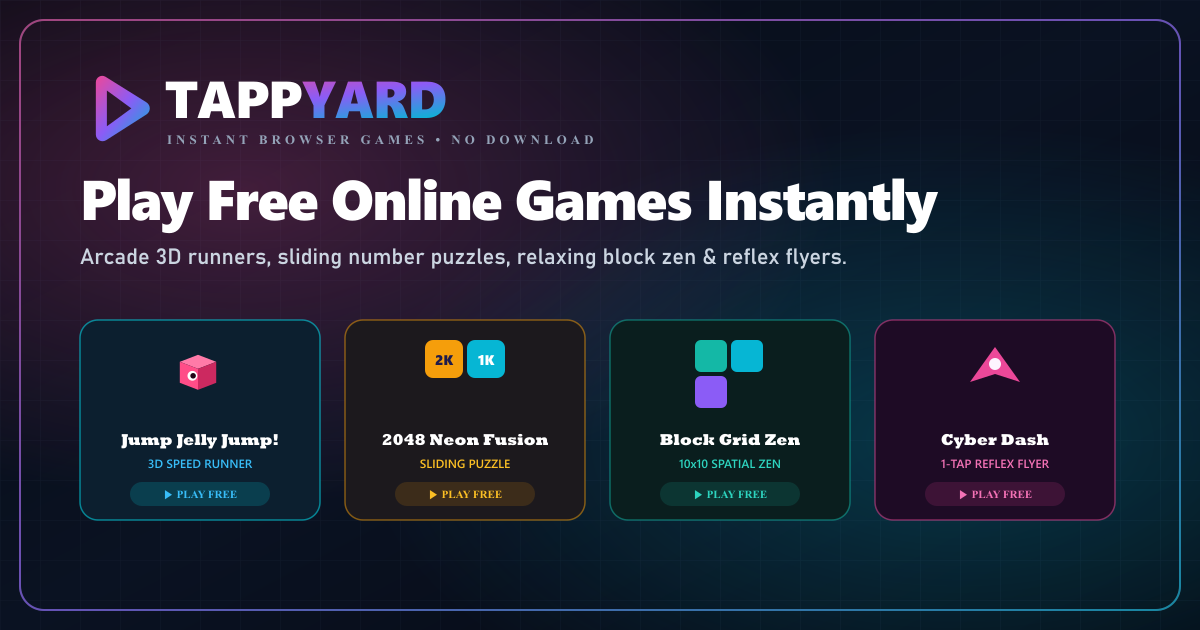 TAPPYARD
INSTANT BROWSER GAMES • NO DOWNLOAD
Play Free Online Games Instantly
Arcade 3D runners, sliding number puzzles, relaxing block zen & reflex flyers.
Jump Jelly Jump!
3D SPEED RUNNER
▶ PLAY FREE
2K 1K
2048 Neon Fusion
SLIDING PUZZLE
▶ PLAY FREE
Block Grid Zen
10x10 SPATIAL ZEN
▶ PLAY FREE
Cyber Dash
1-TAP REFLEX FLYER
▶ PLAY FREE